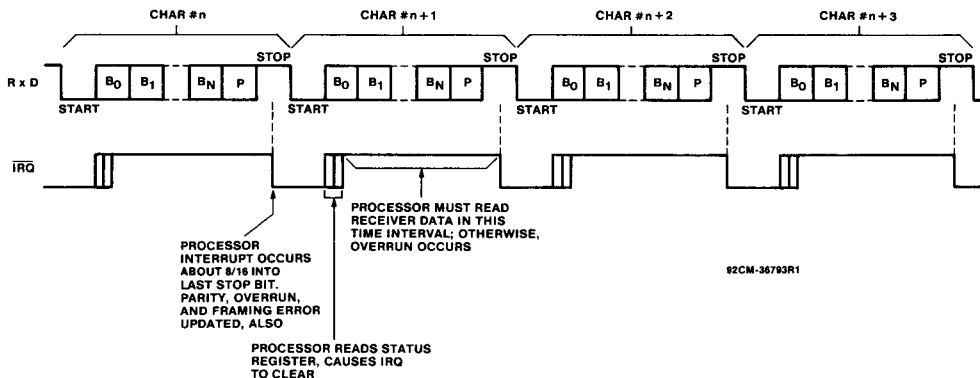 CHAR #n CHAR #n+1 CHAR #n+2 CHAR #n+3
STOP STOP STOP STOP
R x D B0 B1 BN P B0 B1 BN P B0 B1 BN P B0 B1 BN P
START START START START
IRQ
PROCESSOR
INTERRUPT OCCURS
ABOUT 8/16 INTO
LAST STOP BIT.
PARITY, OVERRUN,
AND FRAMING ERROR
UPDATED, ALSO
PROCESSOR MUST READ
RECEIVER DATA IN THIS
TIME INTERVAL; OTHERWISE,
OVERRUN OCCURS
92CM-36793R1
PROCESSOR READS STATUS
REGISTER, CAUSES IRQ
TO CLEAR